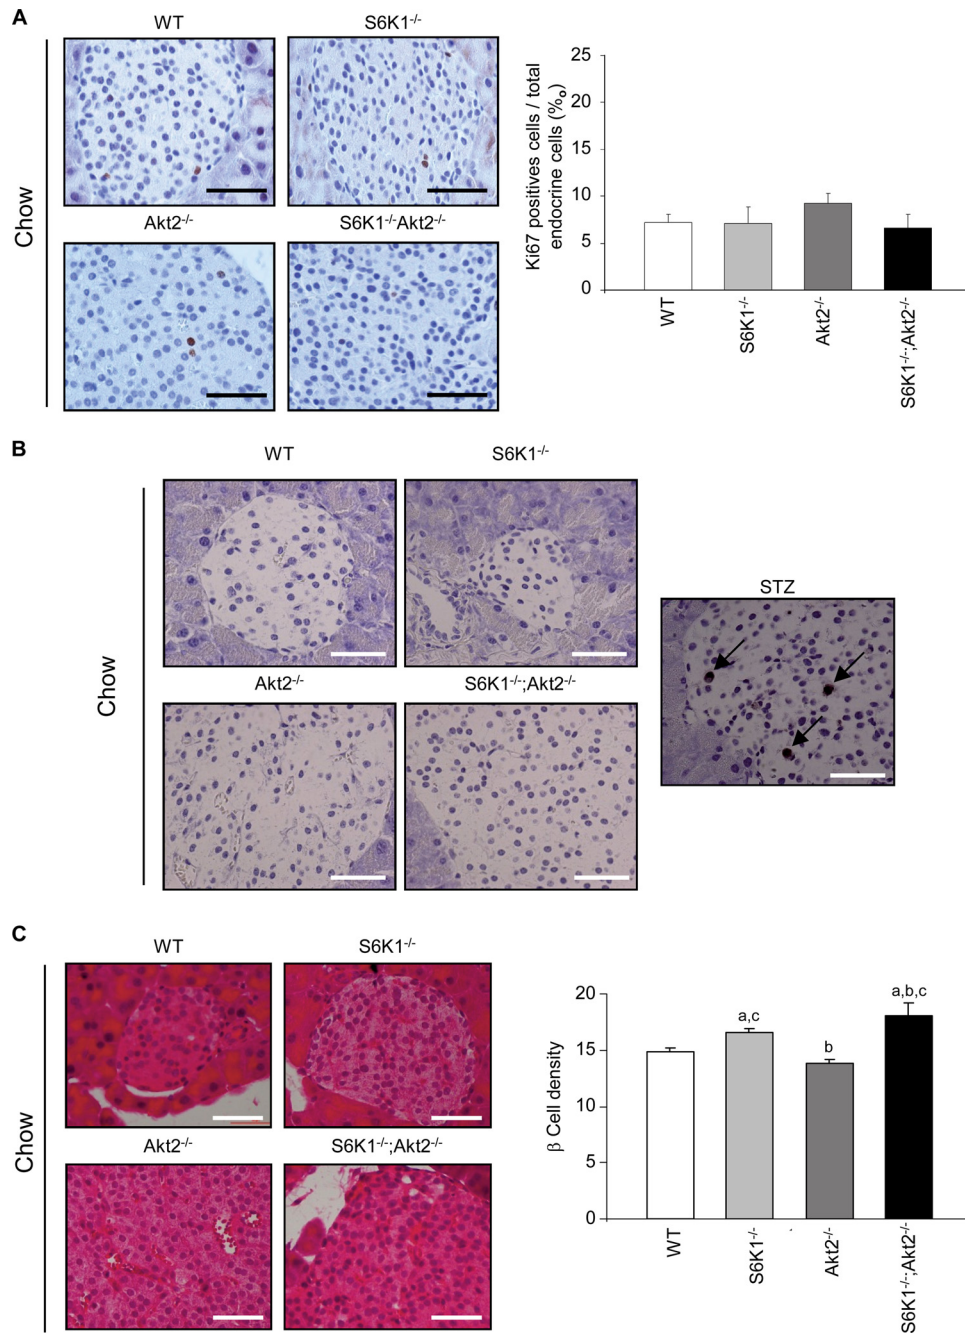 A
WT
S6K1-/-
Chow
Akt2-/-
S6K1-/-Akt2-/-
Ki67 positives cells / total
endocrine cells (%o)
25
20
15
10
5
0
WT
S6K1-/-
Akt2-/-
S6K1-/-;Akt2-/-
B
WT
S6K1-/-
Chow
Akt2-/-
S6K1-/-;Akt2-/-
STZ
C
WT
S6K1-/-
Chow
Akt2-/-
S6K1-/-;Akt2-/-
β Cell density
20
15
10
5
0
a,c
b
a,b,c
WT
S6K1-/-
Akt2-/-
S6K1-/-;Akt2-/-